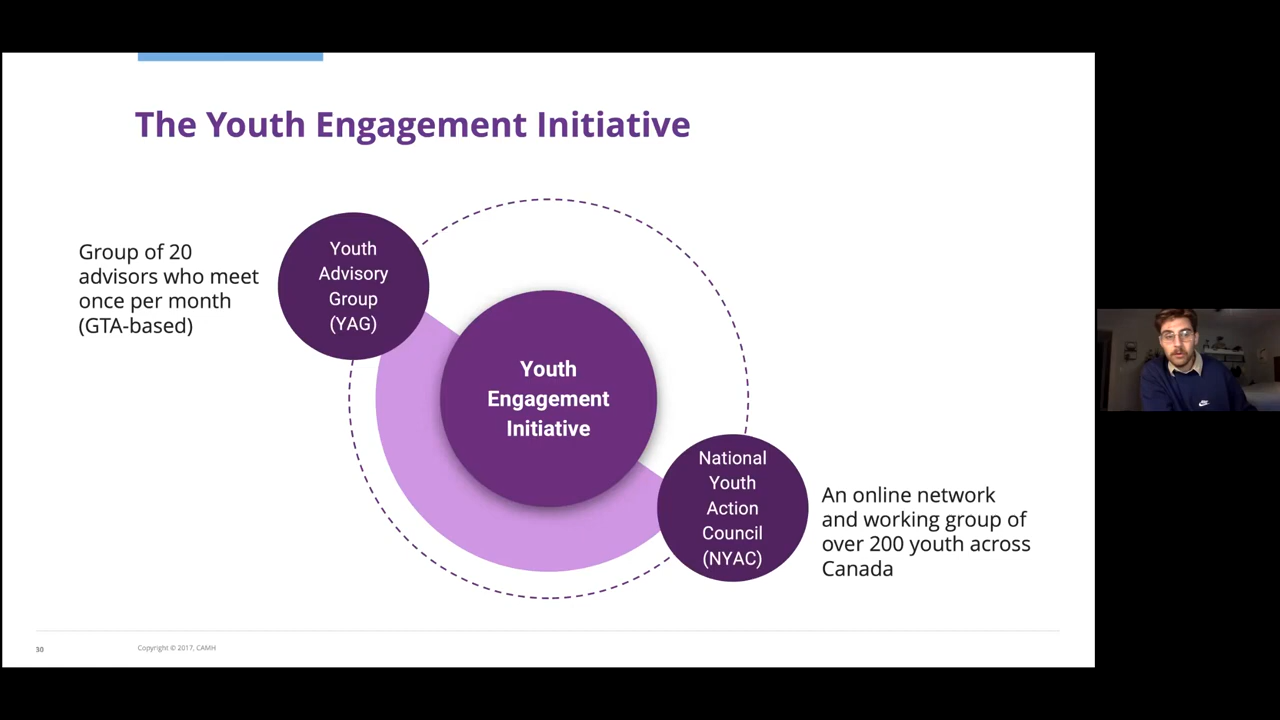 The Youth Engagement Initiative
Group of 20
advisors who meet
once per month
(GTA-based)
Youth
Advisory
Group
(YAG)
Youth
Engagement
Initiative
National
Youth
Action
Council
(NYAC)
An online network
and working group of
over 200 youth across
Canada
30
Copyright © 2017, CAMH